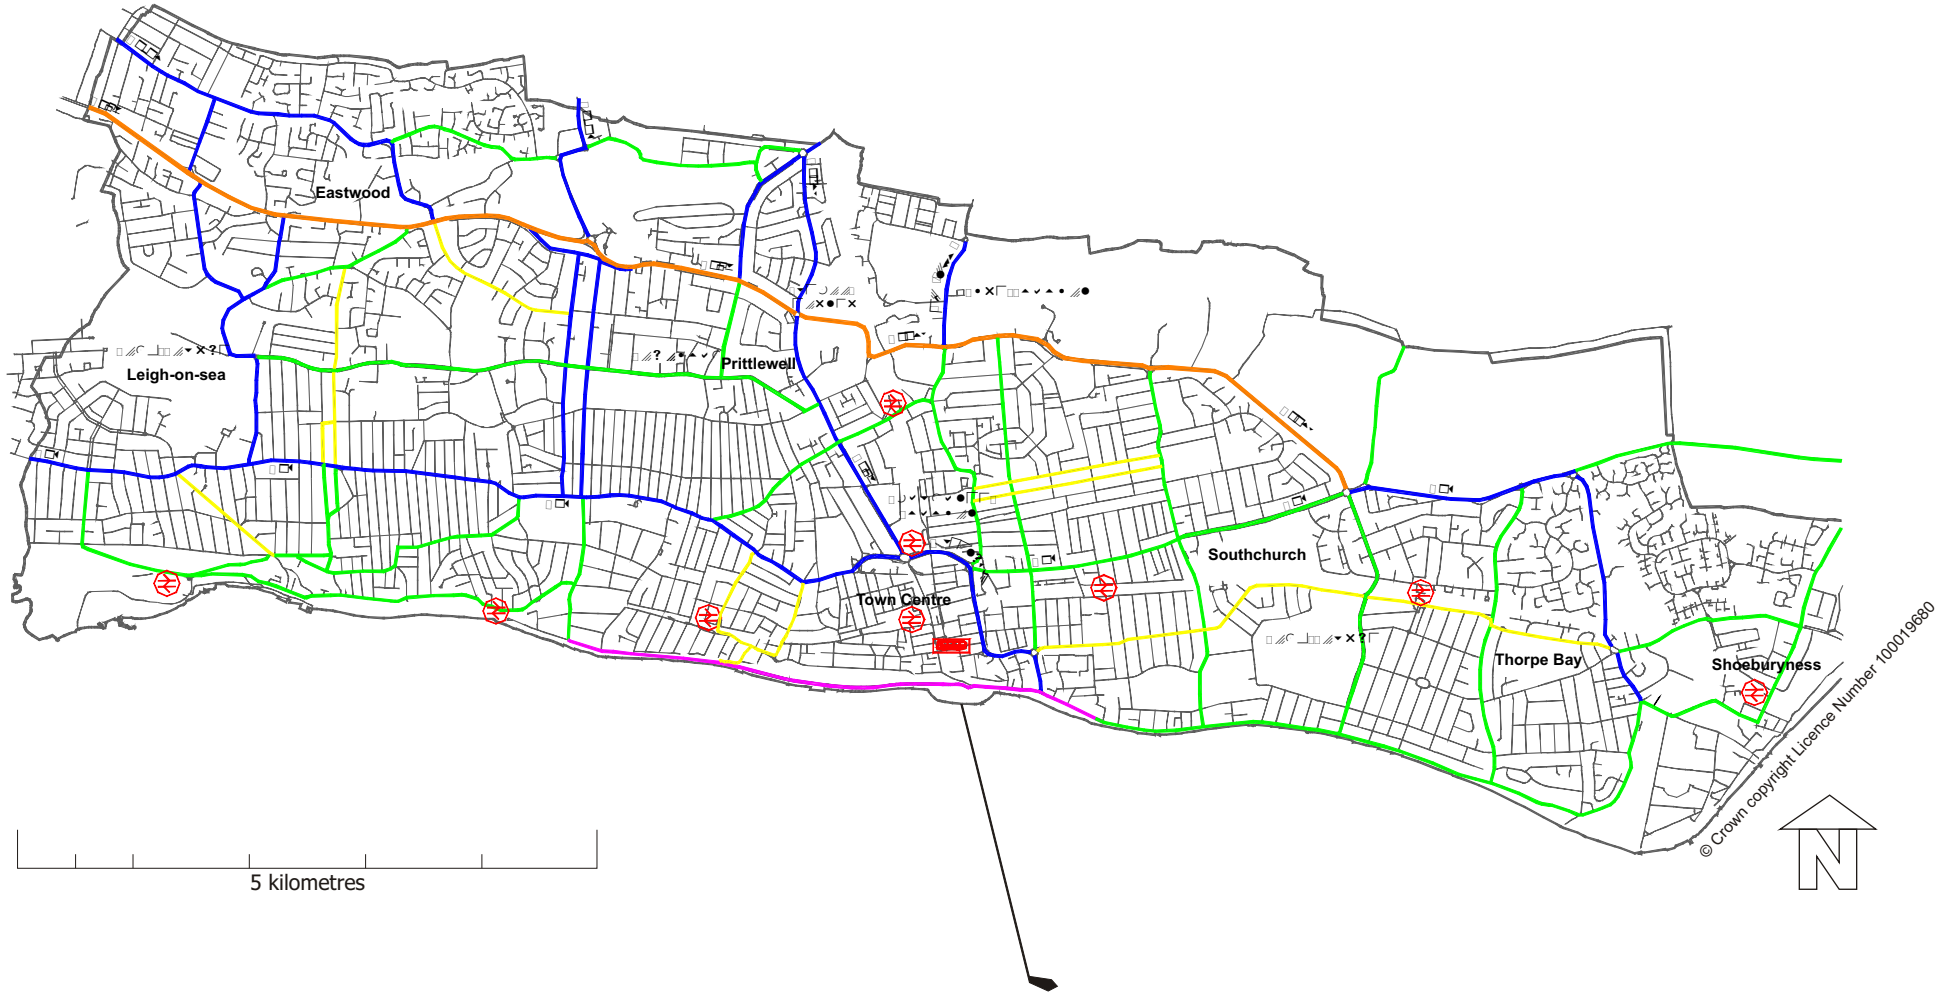 Eastwood
Prittlewell
Leigh-on-sea
Southchurch
Town Centre
Thorpe Bay
Shoeburyness
© Crown copyright Licence Number 100019680
5 kilometres
N